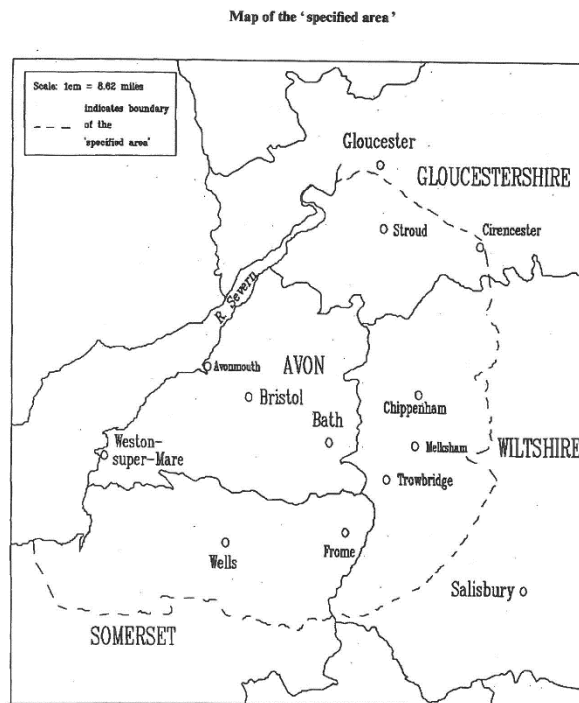 Map of the ‘specified area’
Scale: 1cm = 8.62 miles
indicates boundary
of the
‘specified area’
Gloucester
GLOUCESTERSHIRE
Stroud
Cirencester
R. Severn
Avonmouth
AVON
Bristol
Chippenham
Bath
Weston-
super-Mare
Melksham
WILTSHIRE
Trowbridge
Wells
Frome
Salisbury
SOMERSET